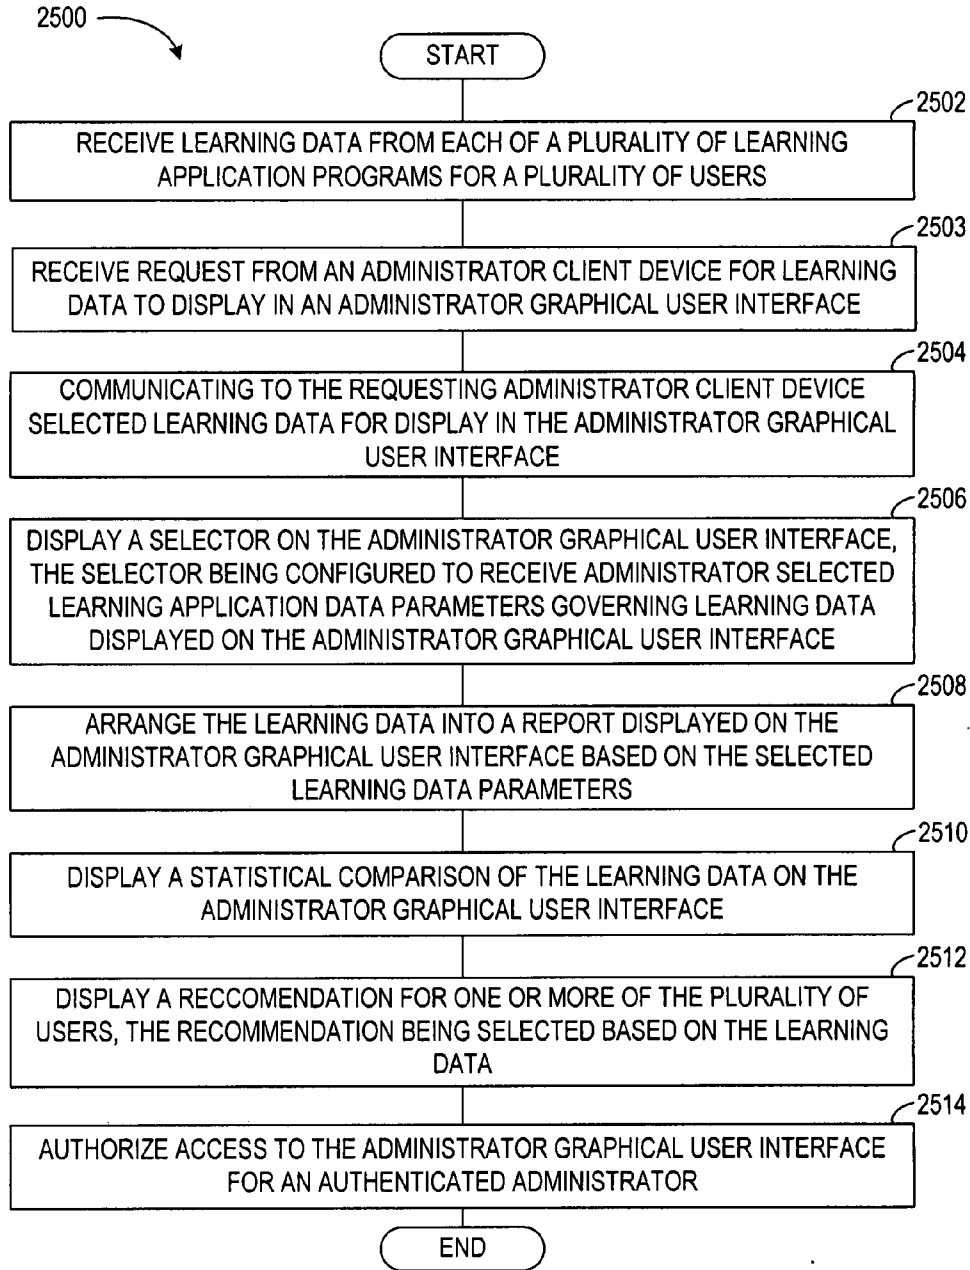 2500
START
2502
RECEIVE LEARNING DATA FROM EACH OF A PLURALITY OF LEARNING
APPLICATION PROGRAMS FOR A PLURALITY OF USERS
2503
RECEIVE REQUEST FROM AN ADMINISTRATOR CLIENT DEVICE FOR LEARNING
DATA TO DISPLAY IN AN ADMINISTRATOR GRAPHICAL USER INTERFACE
2504
COMMUNICATING TO THE REQUESTING ADMINISTRATOR CLIENT DEVICE
SELECTED LEARNING DATA FOR DISPLAY IN THE ADMINISTRATOR GRAPHICAL
USER INTERFACE
2506
DISPLAY A SELECTOR ON THE ADMINISTRATOR GRAPHICAL USER INTERFACE,
THE SELECTOR BEING CONFIGURED TO RECEIVE ADMINISTRATOR SELECTED
LEARNING APPLICATION DATA PARAMETERS GOVERNING LEARNING DATA
DISPLAYED ON THE ADMINISTRATOR GRAPHICAL USER INTERFACE
2508
ARRANGE THE LEARNING DATA INTO A REPORT DISPLAYED ON THE
ADMINISTRATOR GRAPHICAL USER INTERFACE BASED ON THE SELECTED
LEARNING DATA PARAMETERS
2510
DISPLAY A STATISTICAL COMPARISON OF THE LEARNING DATA ON THE
ADMINISTRATOR GRAPHICAL USER INTERFACE
2512
DISPLAY A RECCOMENDATION FOR ONE OR MORE OF THE PLURALITY OF
USERS, THE RECOMMENDATION BEING SELECTED BASED ON THE LEARNING
DATA
2514
AUTHORIZE ACCESS TO THE ADMINISTRATOR GRAPHICAL USER INTERFACE
FOR AN AUTHENTICATED ADMINISTRATOR
END